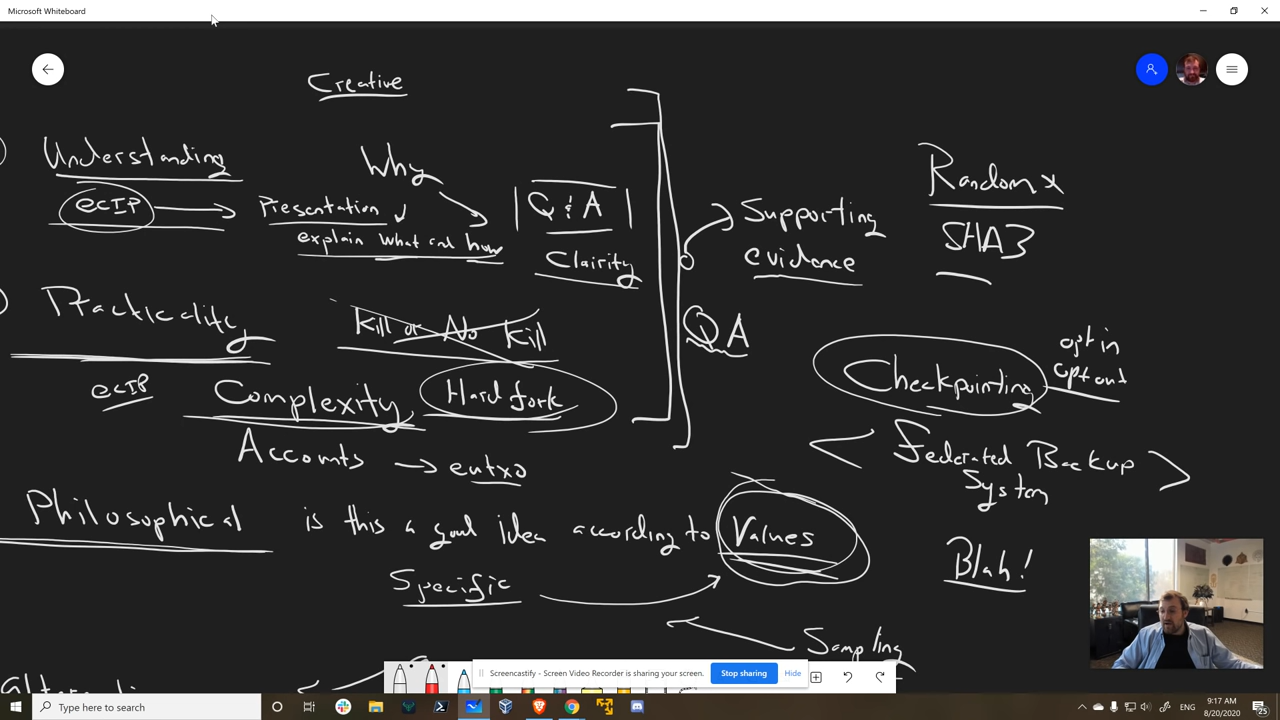 Microsoft Whiteboard
Creative
Understanding
Why
ecIP
Presentation
explain what and how
Q & A
Clairity
Supporting
evidence
QA
Random x
SHA3
Practicality
Kill or No Kill
ecIP
Complexity
Hard fork
Accounts → eutxo
Checkpointing
opt in
opt out
Federated Backup
System
Philosophical
is this a good idea according to Values
Specific
Blah!
Sampling
Screencastify - Screen Video Recorder is sharing your screen.
Stop sharing
Hide
Type here to search
ENG
9:17 AM
8/20/2020
25